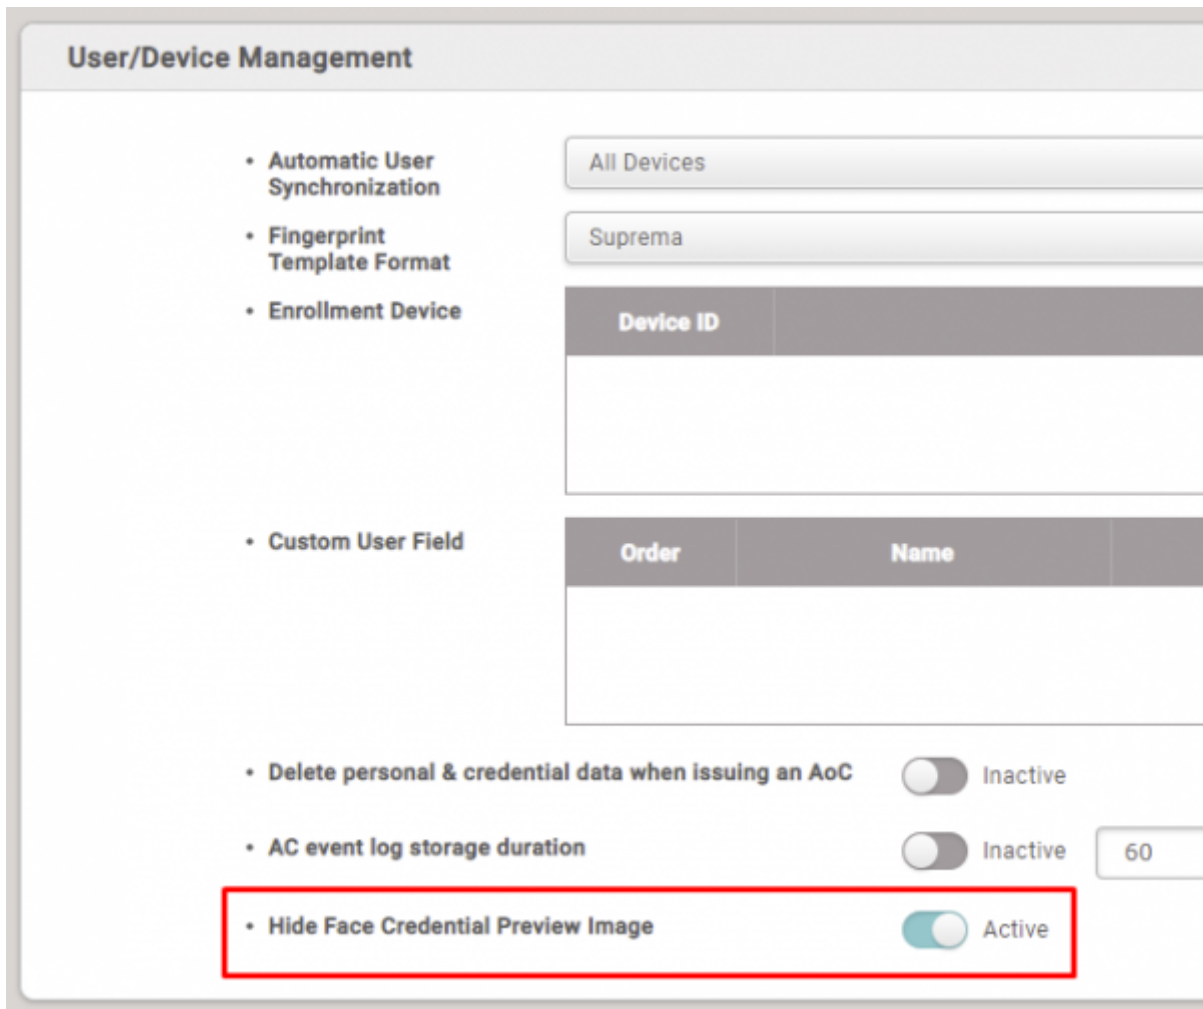 User/Device Management
• Automatic User
Synchronization
All Devices
• Fingerprint
Template Format
Suprema
• Enrollment Device
Device ID
• Custom User Field
Order Name
• Delete personal & credential data when issuing an AoC Inactive
• AC event log storage duration Inactive 60
• Hide Face Credential Preview Image Active